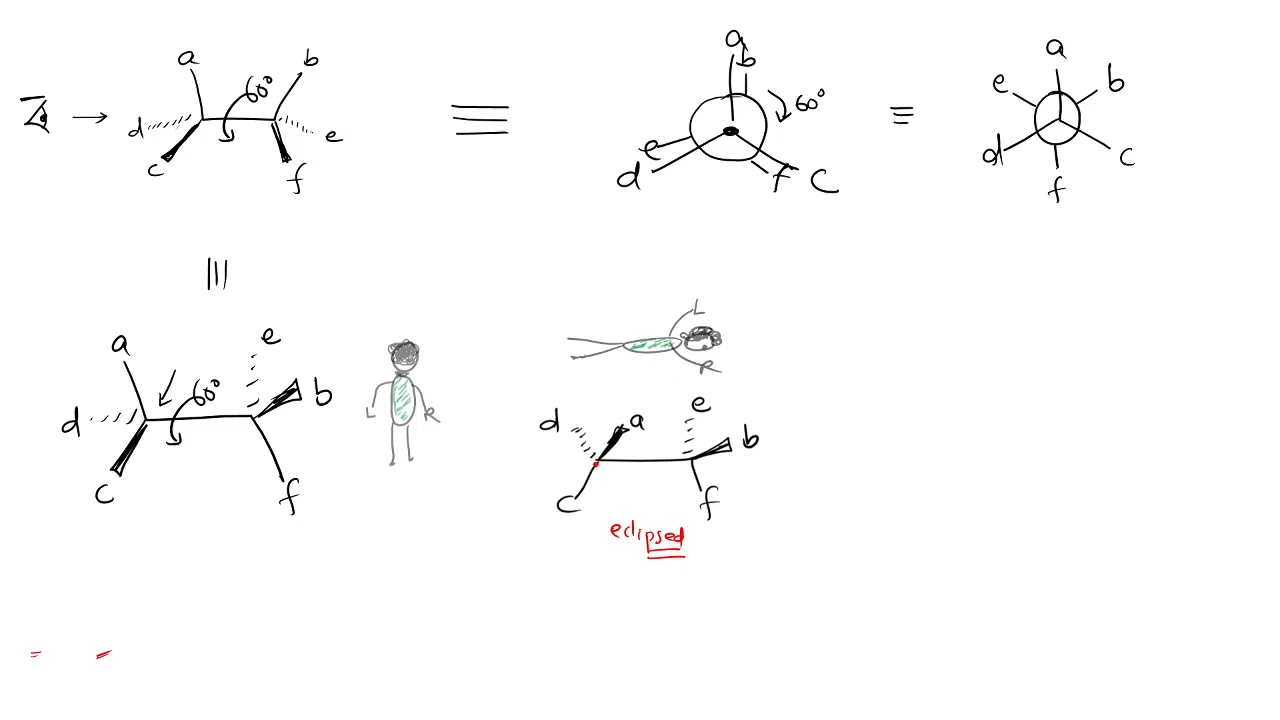 a b
60°
d e
c f
≡
a
b
60°
e
d f c
≡
a
e b
d c
f
≡
a e
60°
d b
c f
L R
L
R
d a e
b
c f
eclipsed